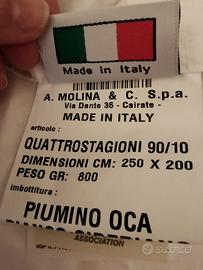 Made in Italy
A. MOLINA & C. S.p.a.
Via Dante 36 - Cairate -
MADE IN ITALY
articolo :
QUATTROSTAGIONI 90/10
DIMENSIONI CM: 250 X 200
PESO GR: 800
imbottitura :
PIUMINO OCA
ASSOCIATION
subito